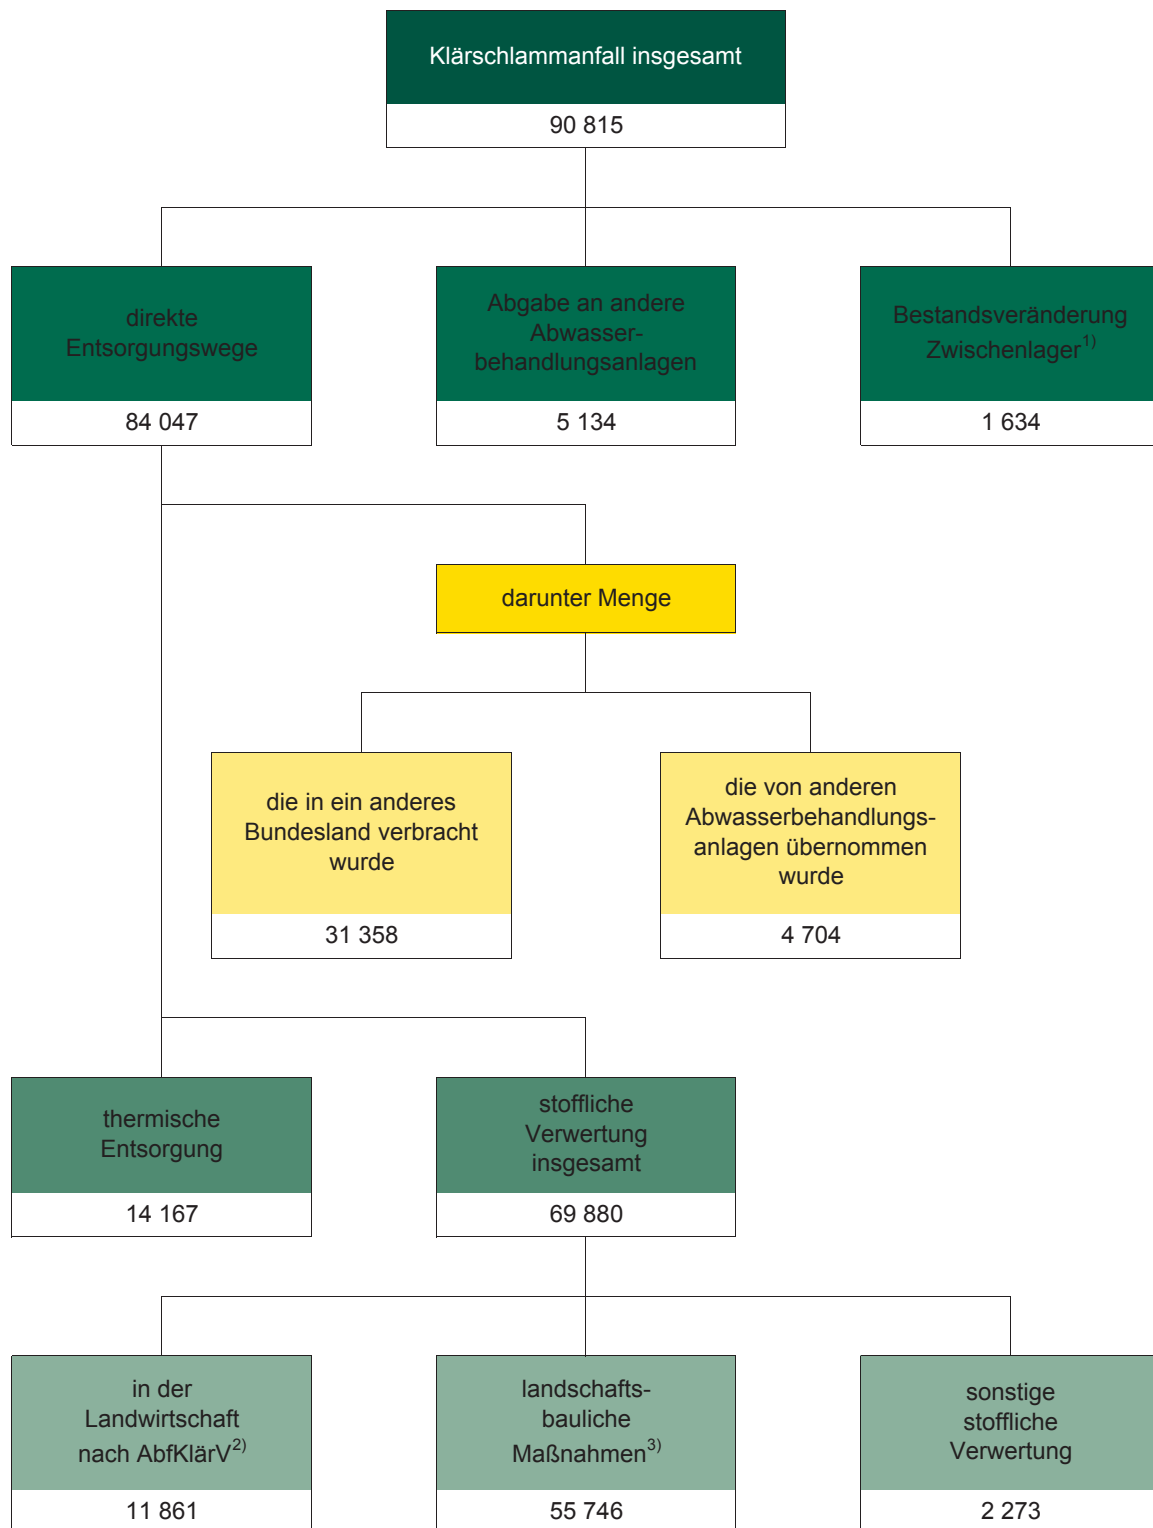 Klärschlammanfall insgesamt
90 815
direkte
Entsorgungswege
84 047
Abgabe an andere
Abwasser-
behandlungsanlagen
5 134
Bestandsveränderung
Zwischenlager1)
1 634
darunter Menge
die in ein anderes
Bundesland verbracht
wurde
31 358
die von anderen
Abwasserbehandlungs-
anlagen übernommen
wurde
4 704
thermische
Entsorgung
14 167
stoffliche
Verwertung
insgesamt
69 880
in der
Landwirtschaft
nach AbfKlärV2)
11 861
landschafts-
bauliche
Maßnahmen3)
55 746
sonstige
stoffliche
Verwertung
2 273